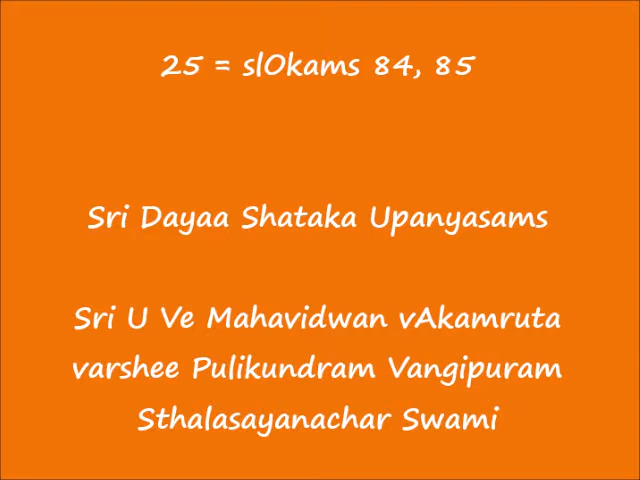 25 = slOkams 84, 85
Sri Dayaa Shataka Upanyasams
Sri U Ve Mahavidwan vAkamruta
varshee Pulikundram Vangipuram
Sthalasayanachar Swami